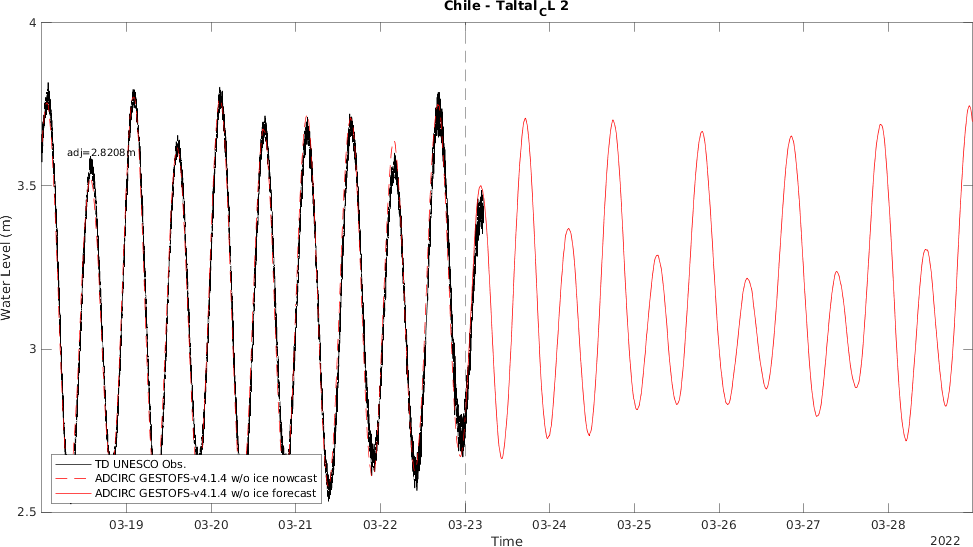 Chile - Taltal_CL 2
4
3.5
3
2.5
Water Level (m)
adj=2.8208m
TD UNESCO Obs.
ADCIRC GESTOFS-v4.1.4 w/o ice nowcast
ADCIRC GESTOFS-v4.1.4 w/o ice forecast
03-19 03-20 03-21 03-22 03-23 03-24 03-25 03-26 03-27 03-28
Time
2022